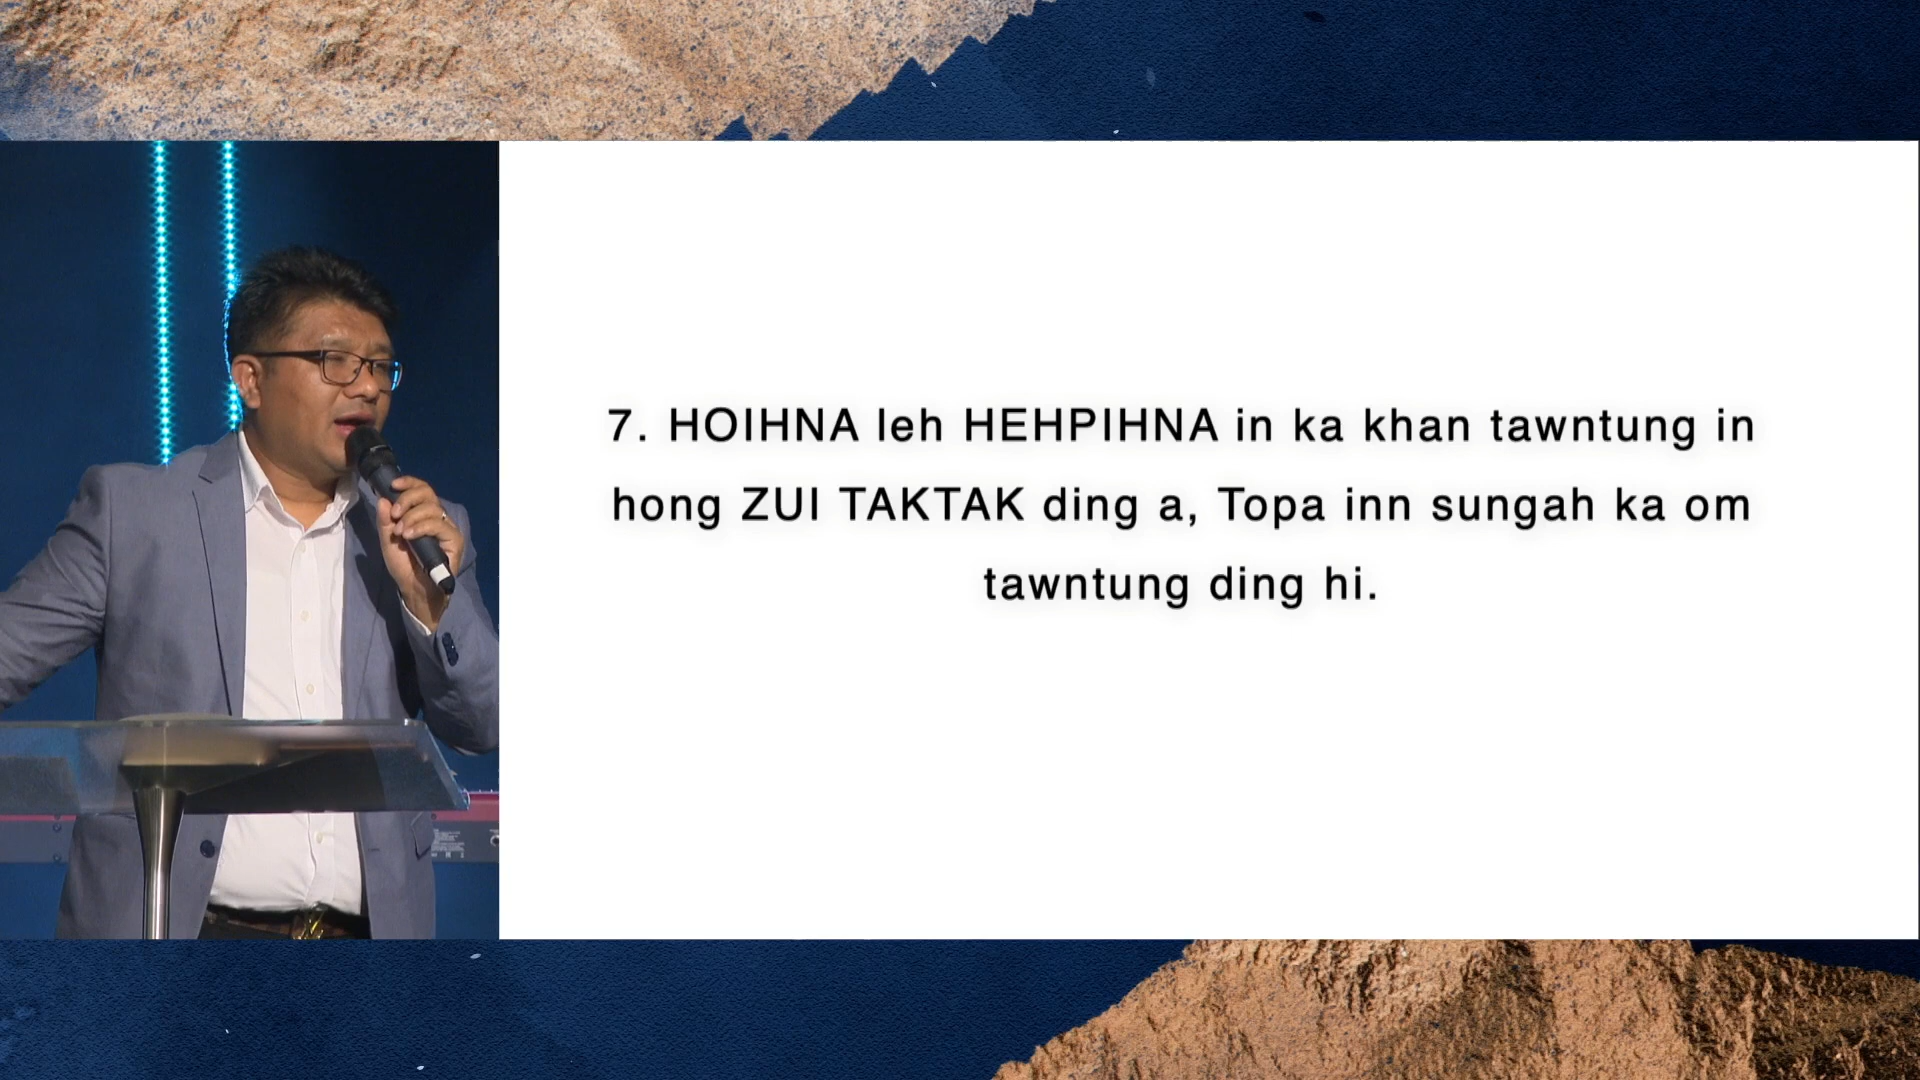 7. HOIHNA leh HEHPIHNA in ka khan tawntung in
hong ZUI TAKTAK ding a, Topa inn sungah ka om
tawntung ding hi.